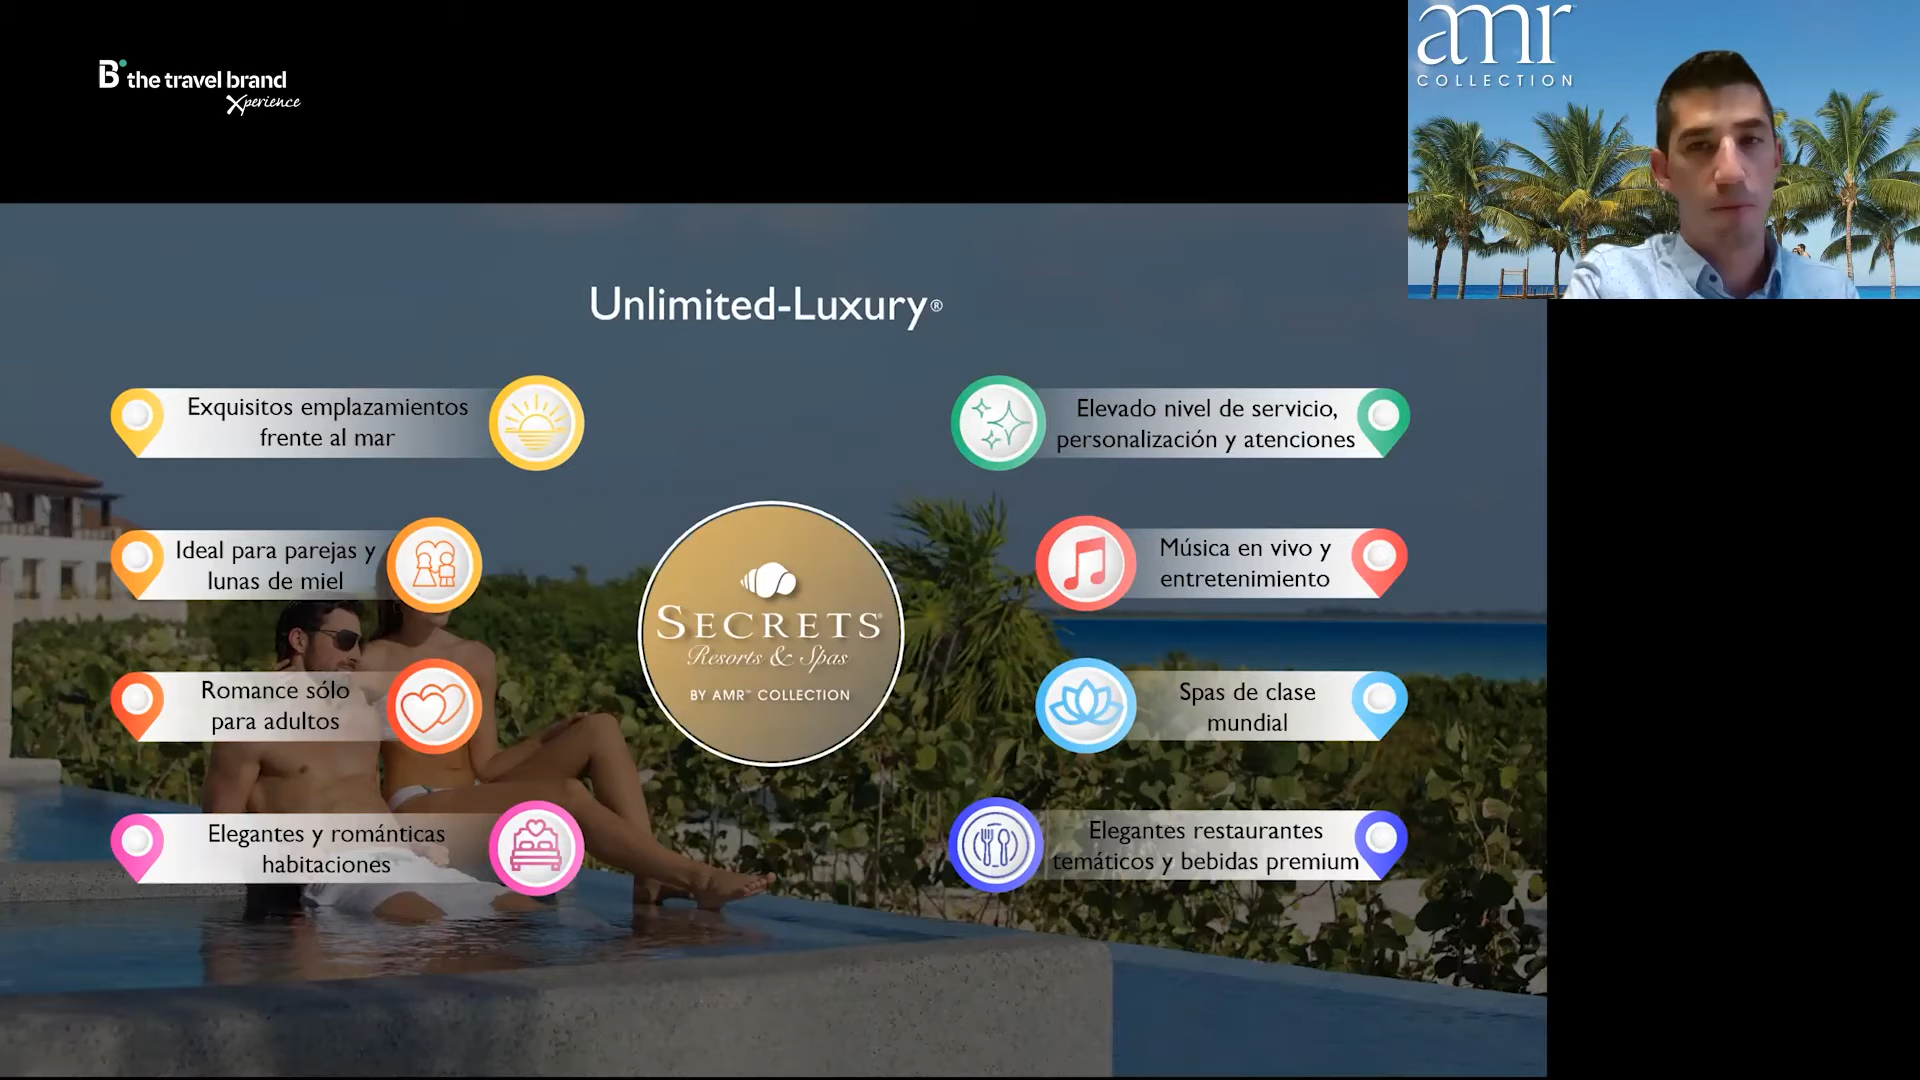 B the travel brand
Xperience
amr
COLLECTION
Unlimited-Luxury®
Exquisitos emplazamientos
frente al mar
Ideal para parejas y
lunas de miel
Romance sólo
para adultos
Elegantes y románticas
habitaciones
SECRETS®
Resorts & Spas
BY AMR™ COLLECTION
Elevado nivel de servicio,
personalización y atenciones
Música en vivo y
entretenimiento
Spas de clase
mundial
Elegantes restaurantes
temáticos y bebidas premium